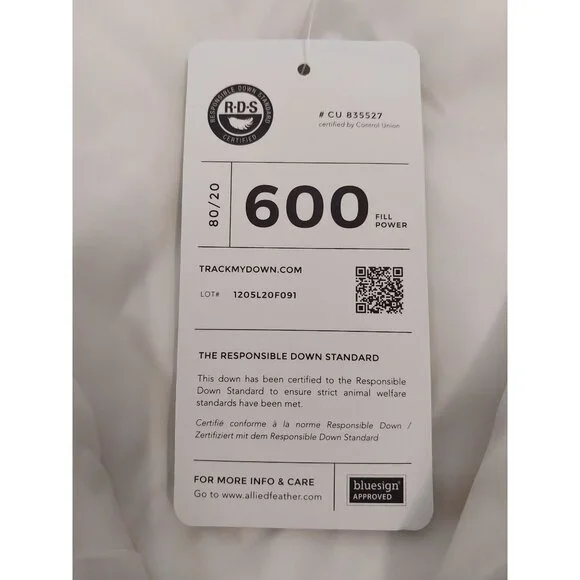 RESPONSIBLE DOWN STANDARD
R·D·S
CERTIFIED
# CU 835527
certified by Control Union
80/20
600
FILL
POWER
TRACKMYDOWN.COM
LOT# 1205L20F091
THE RESPONSIBLE DOWN STANDARD
This down has been certified to the Responsible
Down Standard to ensure strict animal welfare
standards have been met.
Certifié conforme à la norme Responsible Down /
Zertifiziert mit dem Responsible Down Standard
FOR MORE INFO & CARE
Go to www.alliedfeather.com
bluesign®
APPROVED